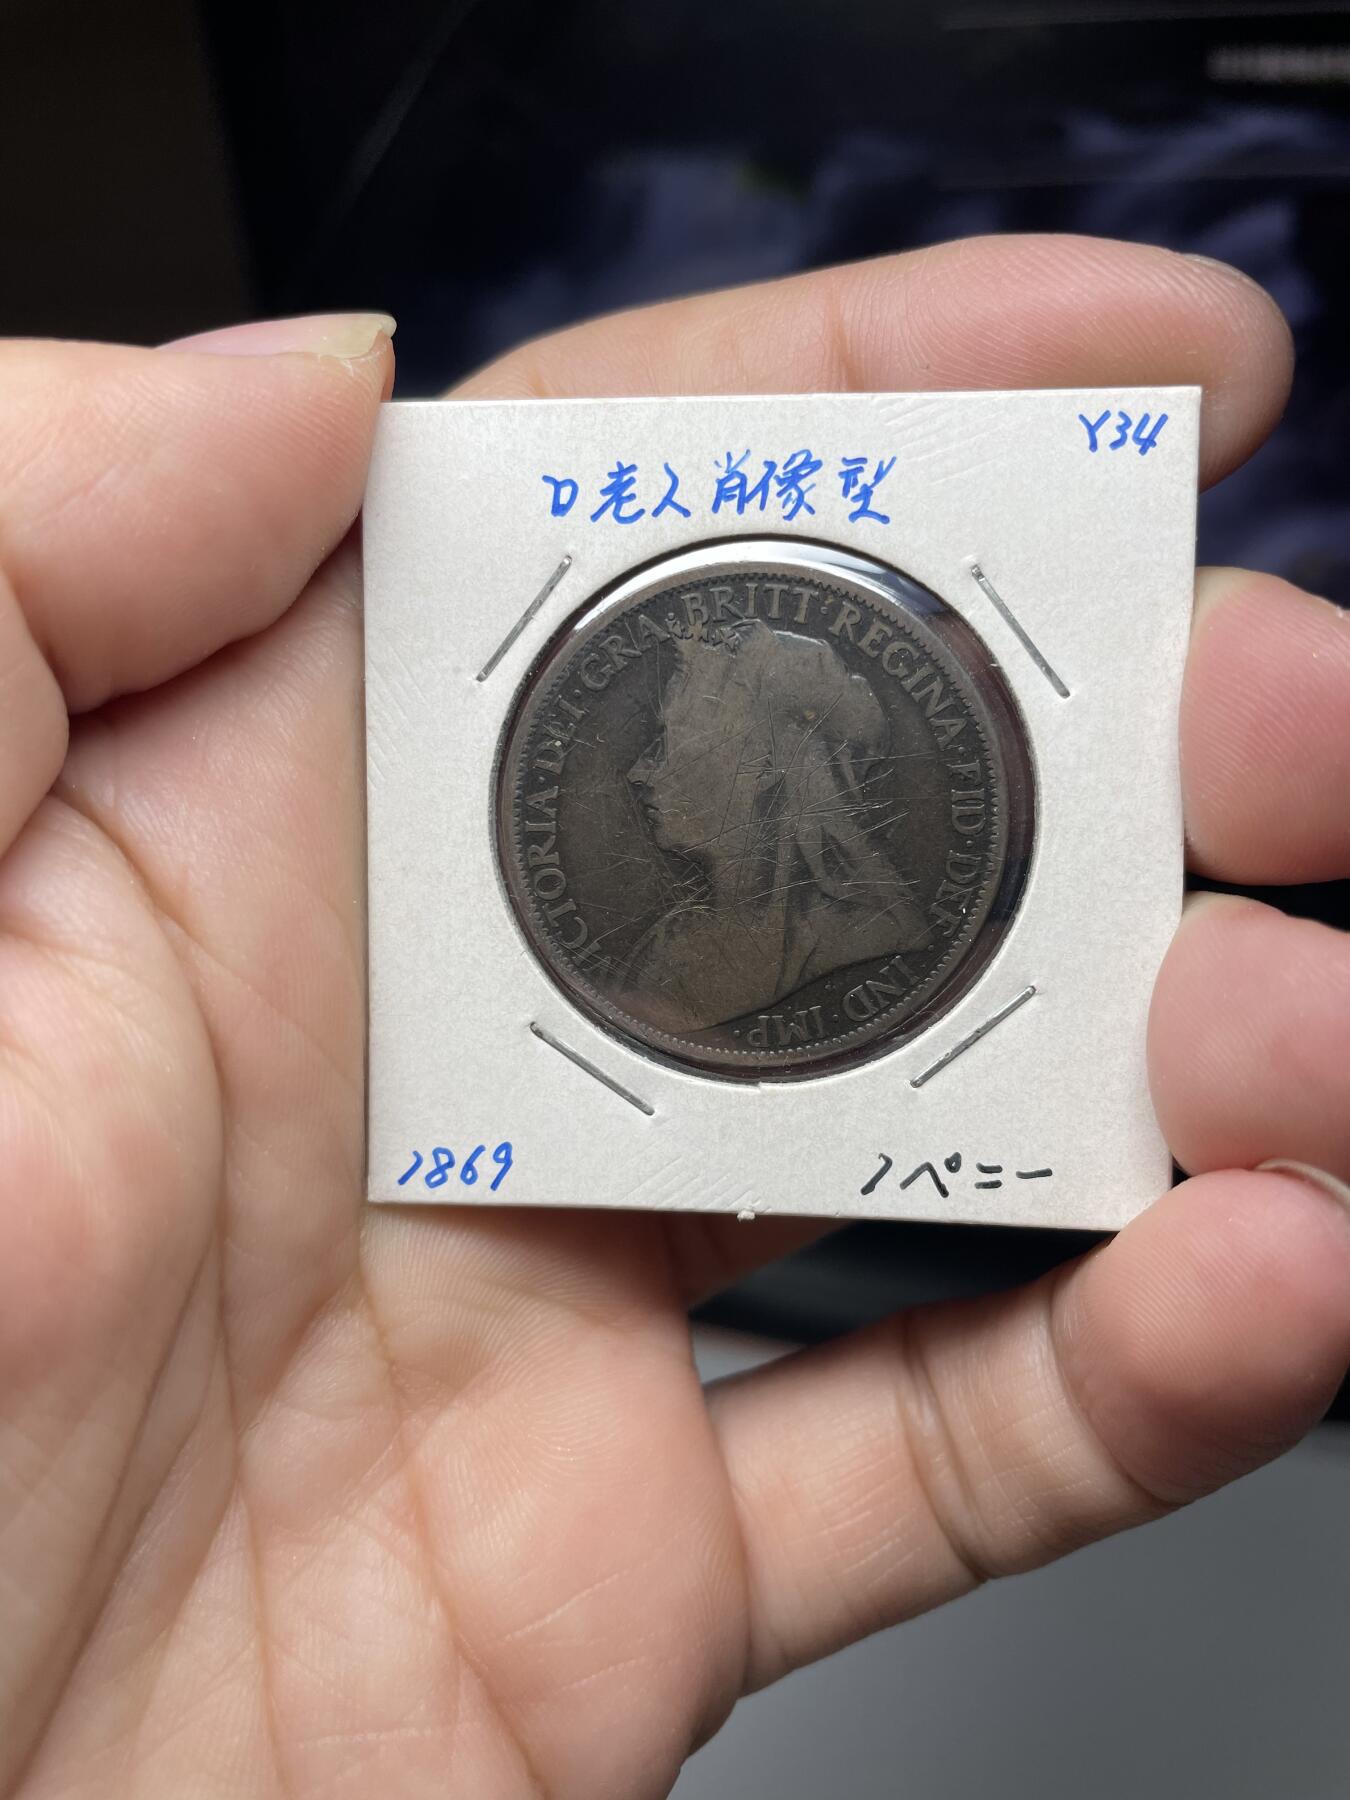 Y34
ロ老人肖像型
VICTORIA·DEI·GRA·BRITT·REGINA·FID·DEF·IND·IMP·
1869
1ペニー